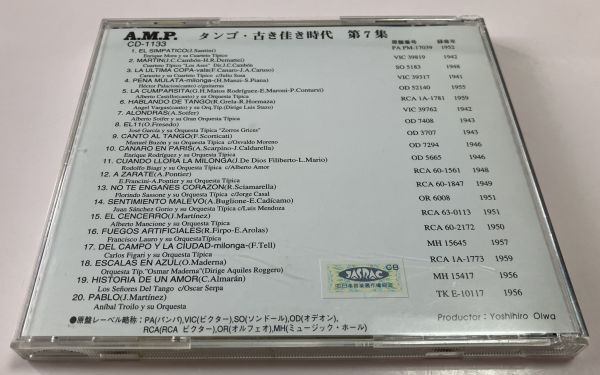 A.M.P. タンゴ・古き佳き時代 第7集 原盤番号 録音年
CD-1133 PA PM-17039 1952
1. EL SIMPATICO(J.Santini)
Enrique Mora y su Cuarteto Típico VIC 39819 1942
2. MARTIN(J.C.Cambón-H.R.Demattei)
Cuarteto Típico "Los Ases" Dir.J.C.Cambón SO 5183 1948
3. LA ULTIMA COPA-vals(F.Canaro-J.A.Caruso)
Canaro y su Cuarteto Típico c/Julio Sosa VIC 39317 1941
4. PENA MULATA-milonga-(H.Manzi-S.Piana)
Héctor Palacios(canto) c/guitarras OD 52140 1955
5. LA CUMPARSITA(G.H.Matos Rodríguez-E.Maroni-P.Contursi)
Alberto Castillo(canto) y su Orquesta Típica RCA 1A-1781 1959
6. HABLANDO DE TANGO(R.Girela-R.Hormaza)
Angel Vargas(canto) y su Orq.Típ.(Dirige Luis Stazo) VIC 39762 1942
7. ALONDRAS(A.Soifer)
Alberto Soifer y su Gran Orquesta Típica OD 7408 1943
8. EL11(O.Fresedo)
José García y su Orquesta Típica "Zorros Grices" OD 3707 1943
9. CANTO AL TANGO(F.Scorticati)
Manuel Buzón y su Orquesta Típica c/Osvaldo Moreno OD 7294 1946
10. CANARO EN PARIS(A.Scarpino-J.Caldarella)
Enrique Rodríguez y su Orquesta Típica OD 5665 1946
11. CUANDO LLORA LA MILONGA(J.De Dios Filiberto-L.Mario)
Rodolfo Biagi y su Orquesta Típica c/Alberto Amor RCA 60-1561 1948
12. A ZARATE(A.Pontier)
E.Francini-A.Pontier y su Orquesta Típica RCA 60-1847 1949
13. NO TE ENGAÑES CORAZON(R.Sciamarella)
Florindo Sassone y su Orquesta Típica c/Jorge Casal OR 6008 1951
14. SENTIMIENTO MALEVO(A.Buglione-E.Cadícamo)
Juan Sánchez Gorio y su Orquesta Típica c/Luis Mendoza RCA 63-0113 1951
15. EL CENCERRO(J.Martínez)
Alberto Mancione y su Orquesta Típica RCA 60-2172 1950
16. FUEGOS ARTIFICIALES(R.Firpo-E.Arolas)
Francisco Lauro y su OrquestaTípica MH 15645 1957
17. DEL CAMPO Y LA CIUDAD-milonga-(F.Tell)
Carlos Figari y su Orquesta Típica RCA 1A-1773 1959
18. ESCALAS EN AZUL(O.Maderna)
Orquesta Típ."Osmar Maderna"(Dirige Aquiles Roggero) MH 15417 1956
19. HISTORIA DE UN AMOR(C.Almarán)
Los Señores Del Tango c/Oscar Serpa TK E-10117 1956
20. PABLO(J.Martínez)
Aníbal Troilo y su Orquesta
JASRAC
CB
●原盤レーベル略称：PA(パンパ),VIC(ビクター),SO(ソンドール),OD(オデオン),
RCA(RCA ビクター),OR(オルフェオ),MH(ミュージック・ホール)
Productor : Yoshihiro Oiwa